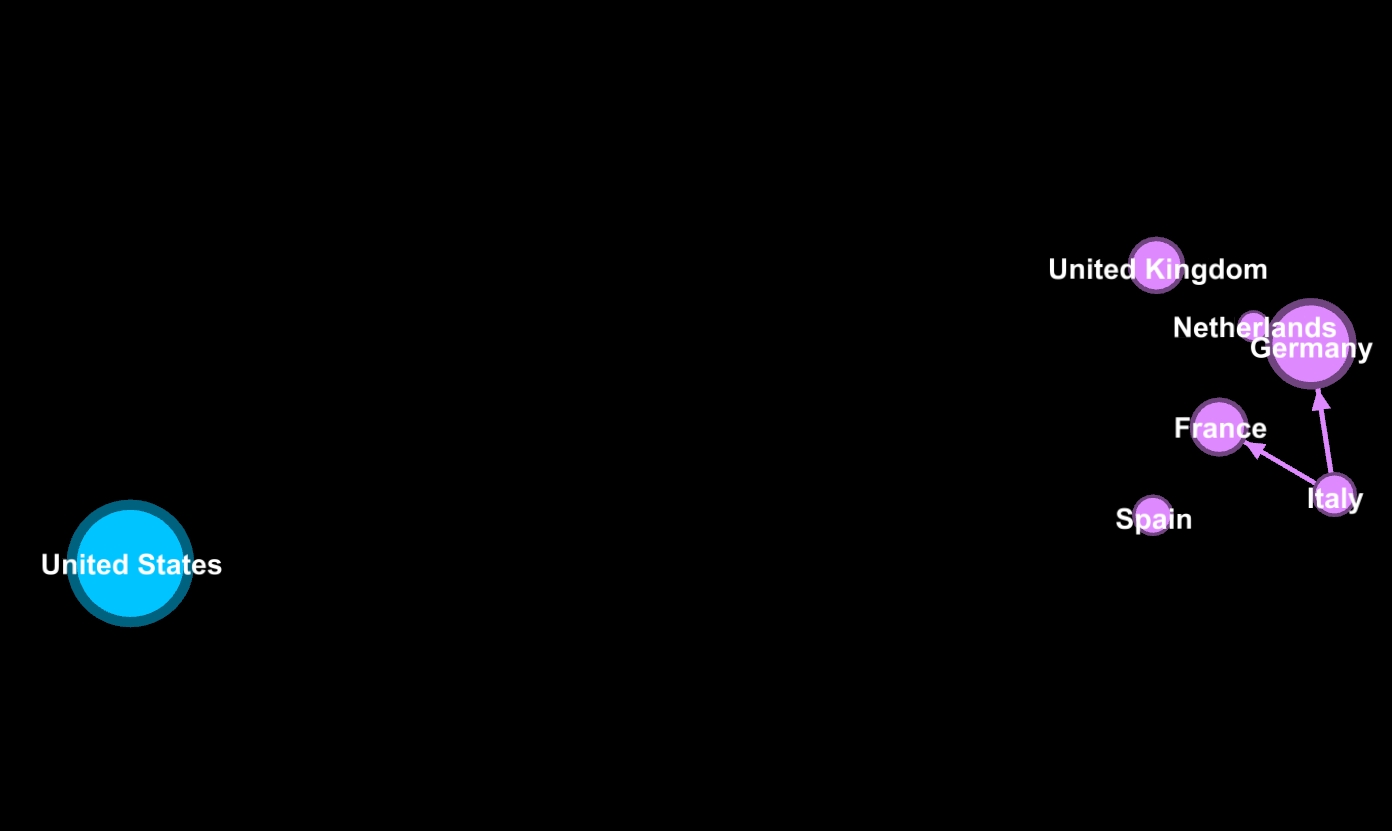 United Kingdom
Netherlands
Germany
France
Italy
Spain
United States